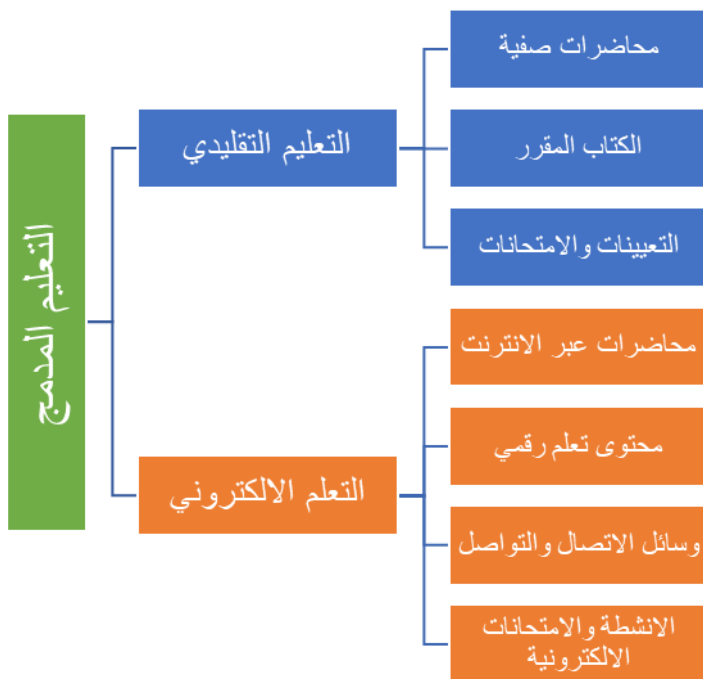 التعليم المدمج
التعليم التقليدي
محاضرات صفية
الكتاب المقرر
التعيينات والامتحانات
التعلم الالكتروني
محاضرات عبر الانترنت
محتوى تعلم رقمي
وسائل الاتصال والتواصل
الانشطة والامتحانات
الالكترونية